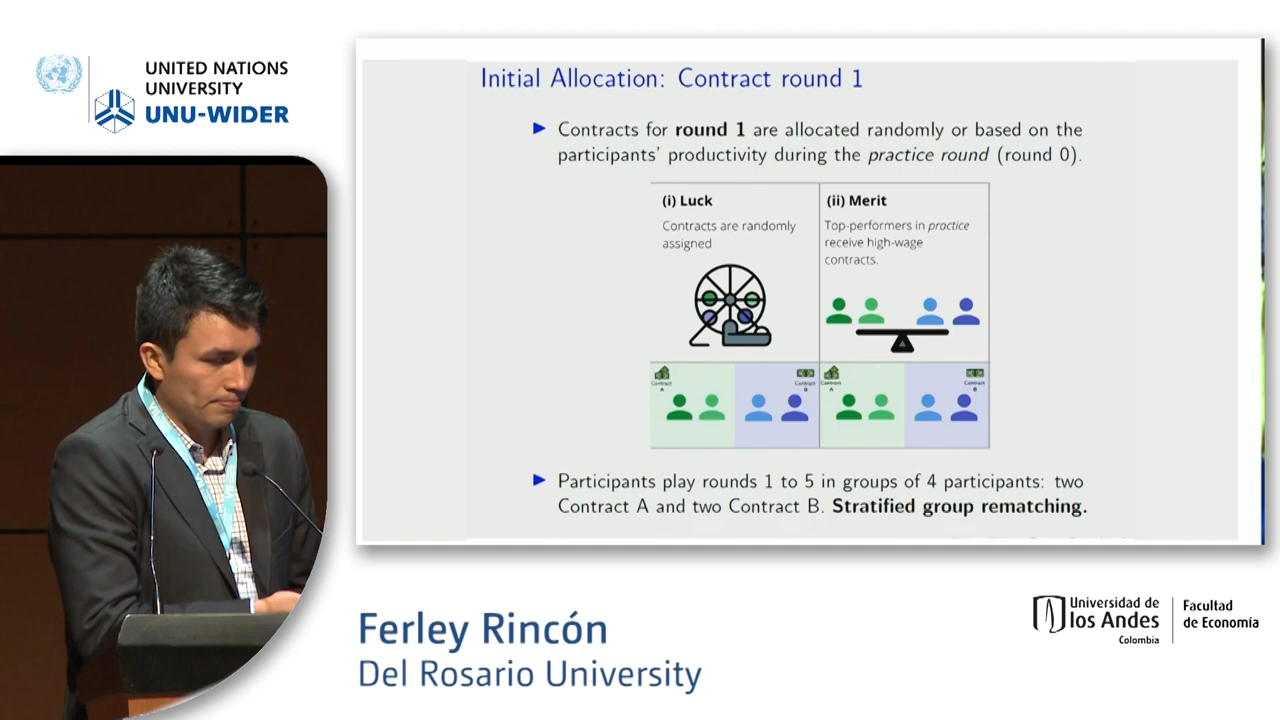 UNITED NATIONS
UNIVERSITY
UNU-WIDER
Initial Allocation: Contract round 1
Contracts for round 1 are allocated randomly or based on the
participants' productivity during the practice round (round 0).
(i) Luck
Contracts are randomly
assigned
(ii) Merit
Top-performers in practice
receive high-wage
contracts.
Contract
A
Contract
B
Contract
A
Contract
B
Participants play rounds 1 to 5 in groups of 4 participants: two
Contract A and two Contract B. Stratified group rematching.
Ferley Rincón
Del Rosario University
Universidad de
los Andes
Colombia
Facultad
de Economía